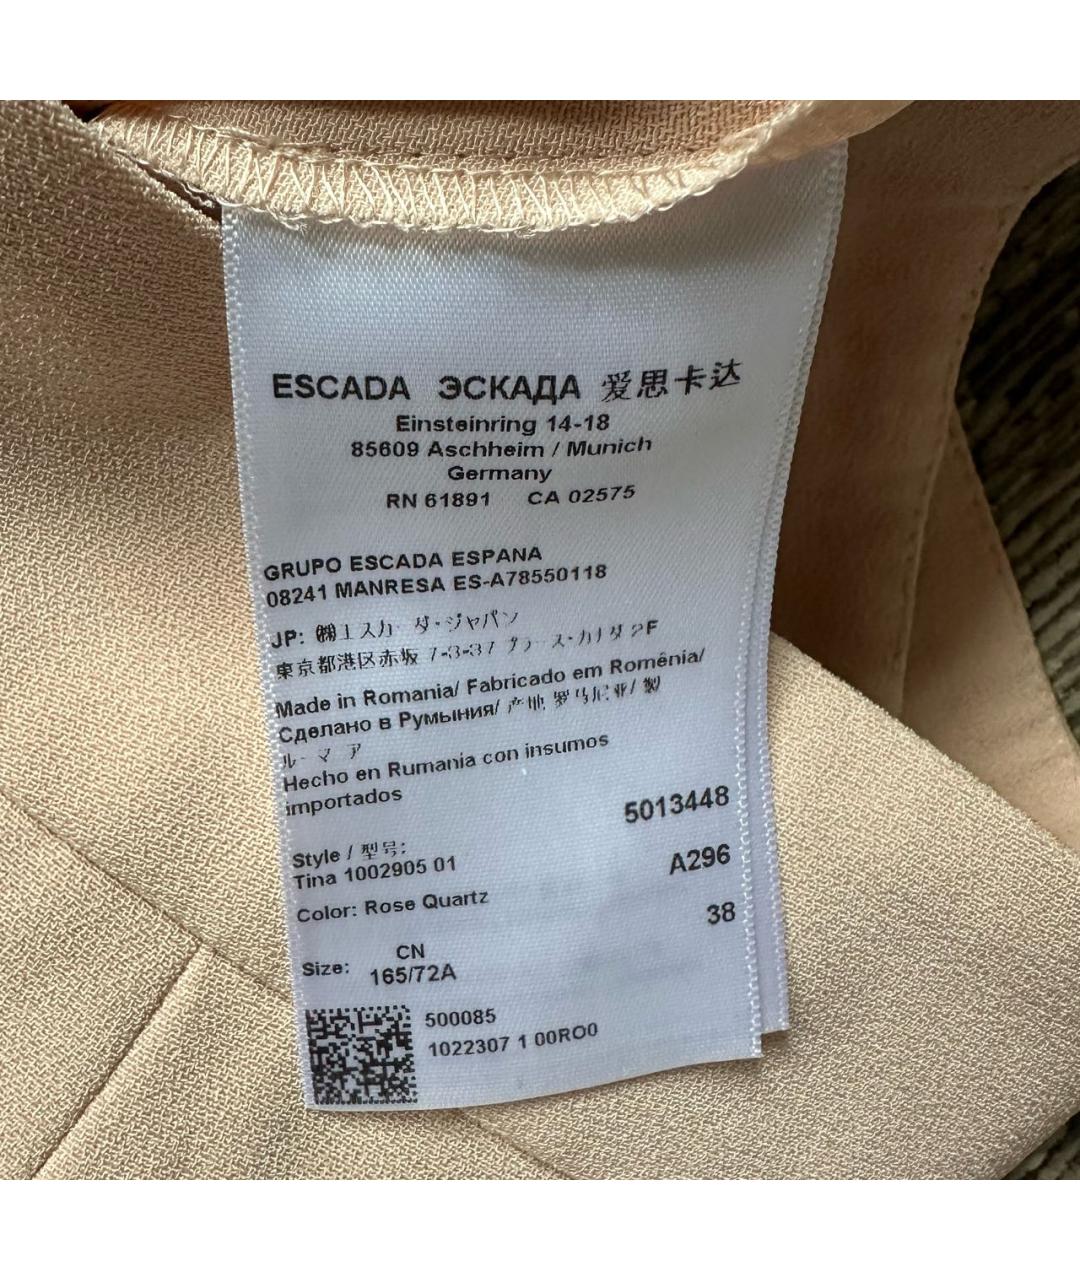 ESCADA ЭСКАДА 爱思卡达
Einsteinring 14-18
85609 Aschheim / Munich
Germany
RN 61891 CA 02575
GRUPO ESCADA ESPANA
08241 MANRESA ES-A78550118
JP: ㈱エスカーダ・ジャパン
東京都港区赤坂 7-3-37 プラース・カナダ 2F
Made in Romania/ Fabricado em Romênia/
Сделано в Румыния/ 产地 罗马尼亚/ 製
ル マ ア
Hecho en Rumania con insumos
importados
5013448
Style / 型号:
Tina 1002905 01
A296
Color: Rose Quartz
38
CN
Size: 165/72A
500085
1022307 1 00RO0